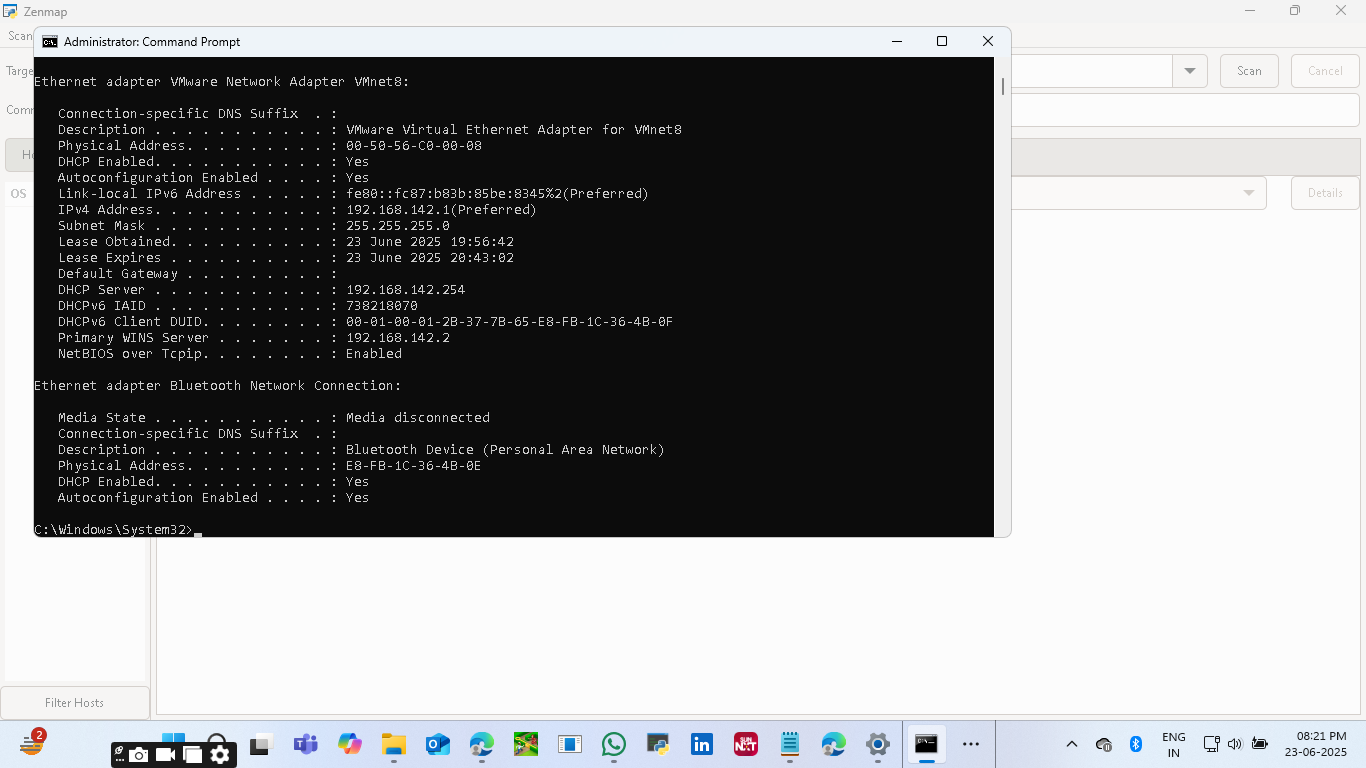 Zenmap
Scan
Administrator: Command Prompt
Targe
Scan
Cancel
Comm
Details
OS
Ethernet adapter VMware Network Adapter VMnet8:
Connection-specific DNS Suffix  . :
Description . . . . . . . . . . . : VMware Virtual Ethernet Adapter for VMnet8
Physical Address. . . . . . . . . : 00-50-56-C0-00-08
DHCP Enabled. . . . . . . . . . . : Yes
Autoconfiguration Enabled . . . . : Yes
Link-local IPv6 Address . . . . . : fe80::fc87:b83b:85be:8345%2(Preferred)
IPv4 Address. . . . . . . . . . . : 192.168.142.1(Preferred)
Subnet Mask . . . . . . . . . . . : 255.255.255.0
Lease Obtained. . . . . . . . . . : 23 June 2025 19:56:42
Lease Expires . . . . . . . . . . : 23 June 2025 20:43:02
Default Gateway . . . . . . . . . :
DHCP Server . . . . . . . . . . . : 192.168.142.254
DHCPv6 IAID . . . . . . . . . . . : 738218070
DHCPv6 Client DUID. . . . . . . . : 00-01-00-01-2B-37-7B-65-E8-FB-1C-36-4B-0F
Primary WINS Server . . . . . . . : 192.168.142.2
NetBIOS over Tcpip. . . . . . . . : Enabled
Ethernet adapter Bluetooth Network Connection:
Media State . . . . . . . . . . . : Media disconnected
Connection-specific DNS Suffix  . :
Description . . . . . . . . . . . : Bluetooth Device (Personal Area Network)
Physical Address. . . . . . . . . : E8-FB-1C-36-4B-0E
DHCP Enabled. . . . . . . . . . . : Yes
Autoconfiguration Enabled . . . . : Yes
C:\Windows\System32>
Filter Hosts
2
SUN
NXT
ENG
IN
08:21 PM
23-06-2025